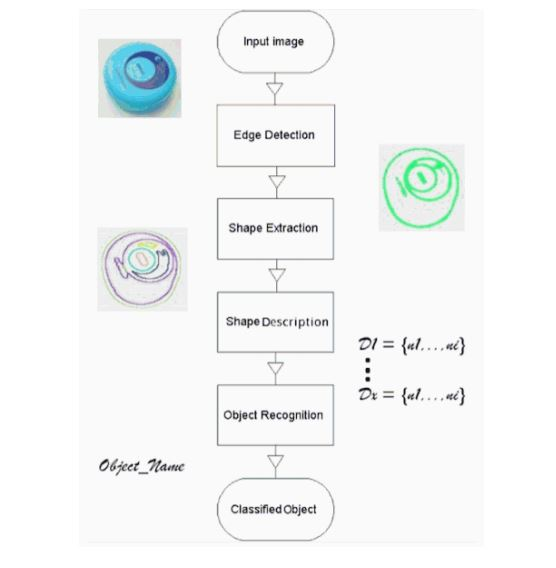 Input image
Edge Detection
Shape Extraction
Shape Description
D1 = {n1,...,ni}
Dx = {n1,...,ni}
Object Recognition
Object_Name
Classified Object